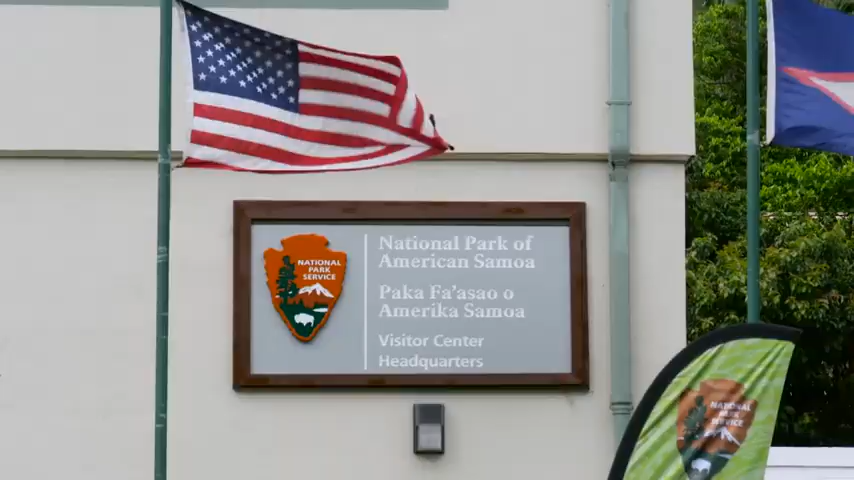 NATIONAL
PARK
SERVICE
National Park of
American Samoa
Paka Fa'asao o
Amerika Samoa
Visitor Center
Headquarters
NATIONAL
PARK
SERVICE